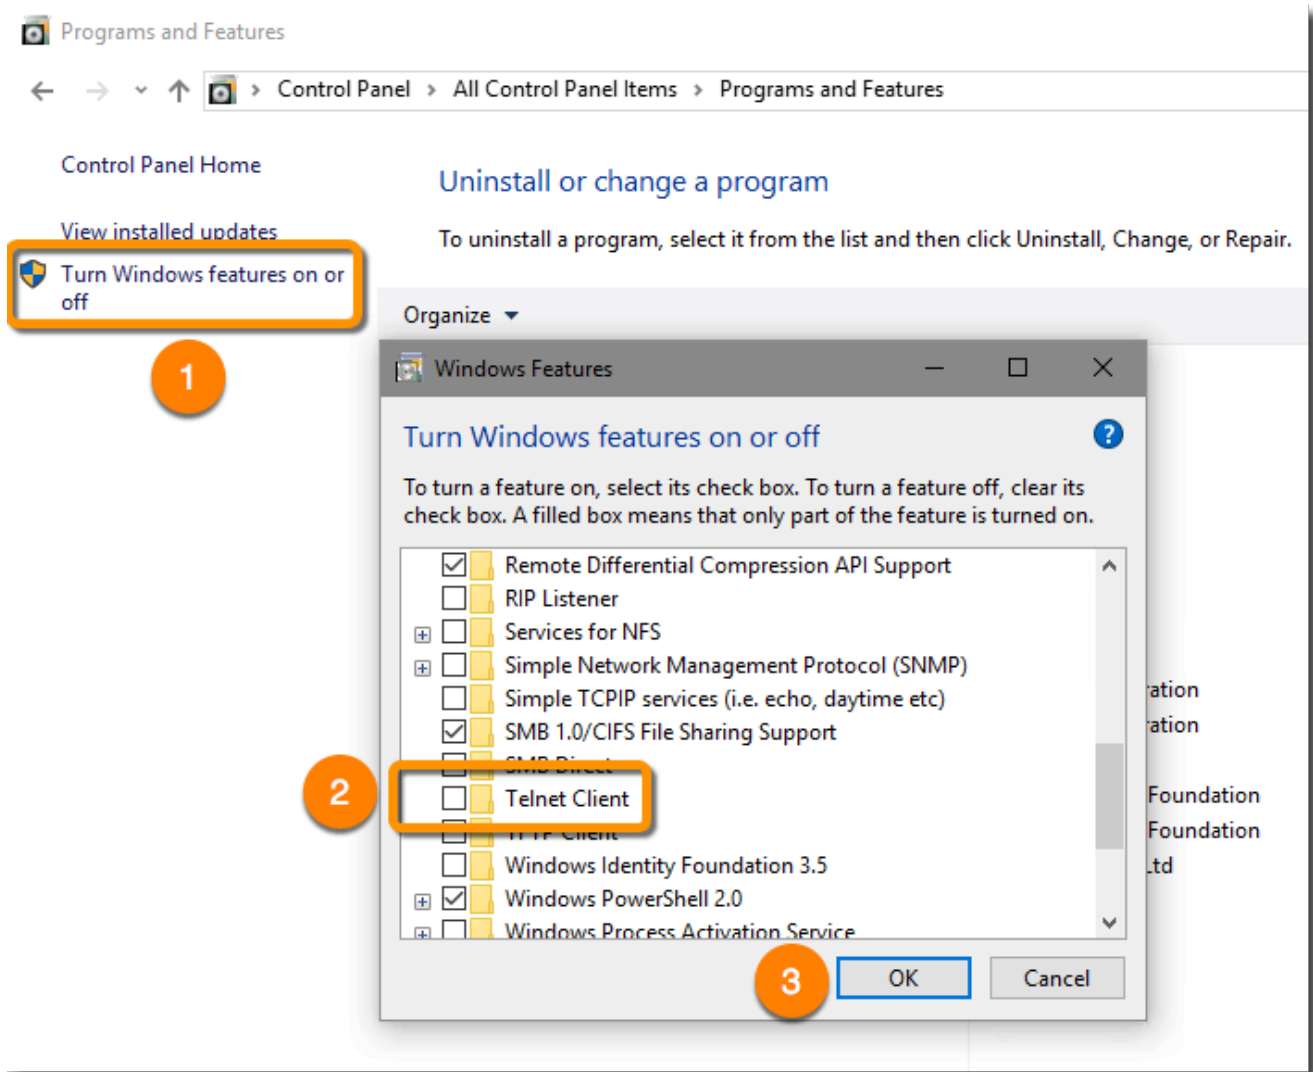 Programs and Features
Control Panel > All Control Panel Items > Programs and Features
Control Panel Home
View installed updates
Turn Windows features on or
off
1
Uninstall or change a program
To uninstall a program, select it from the list and then click Uninstall, Change, or Repair.
Organize
Windows Features
Turn Windows features on or off
?
To turn a feature on, select its check box. To turn a feature off, clear its
check box. A filled box means that only part of the feature is turned on.
Remote Differential Compression API Support
RIP Listener
Services for NFS
Simple Network Management Protocol (SNMP)
Simple TCPIP services (i.e. echo, daytime etc)
SMB 1.0/CIFS File Sharing Support
SMB Direct
2
Telnet Client
TFTP Client
Windows Identity Foundation 3.5
Windows PowerShell 2.0
Windows Process Activation Service
3
OK
Cancel
ration
ration
Foundation
Foundation
Ltd